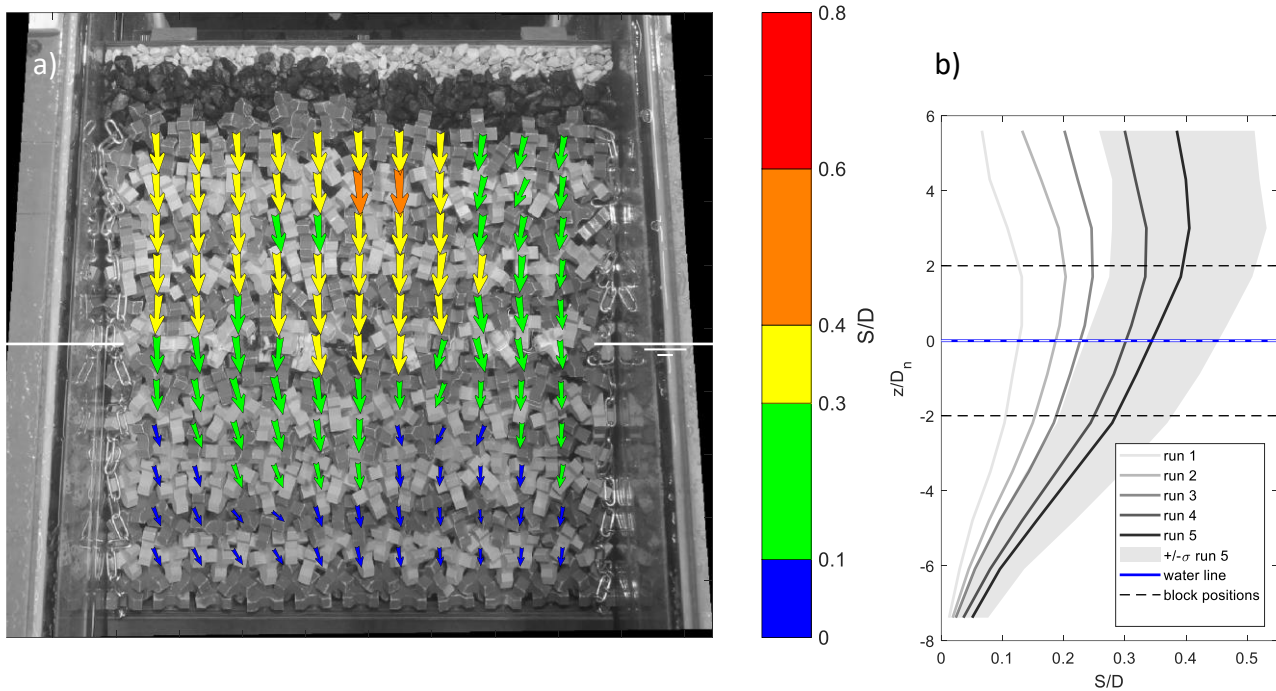 a)
0.8
0.6
0.4
0.3
0.1
0
S/D
b)
6
4
2
0
-2
-4
-6
-8
z/Dn
0
0.1
0.2
0.3
0.4
0.5
S/D
run 1
run 2
run 3
run 4
run 5
+/-σ run 5
water line
block positions